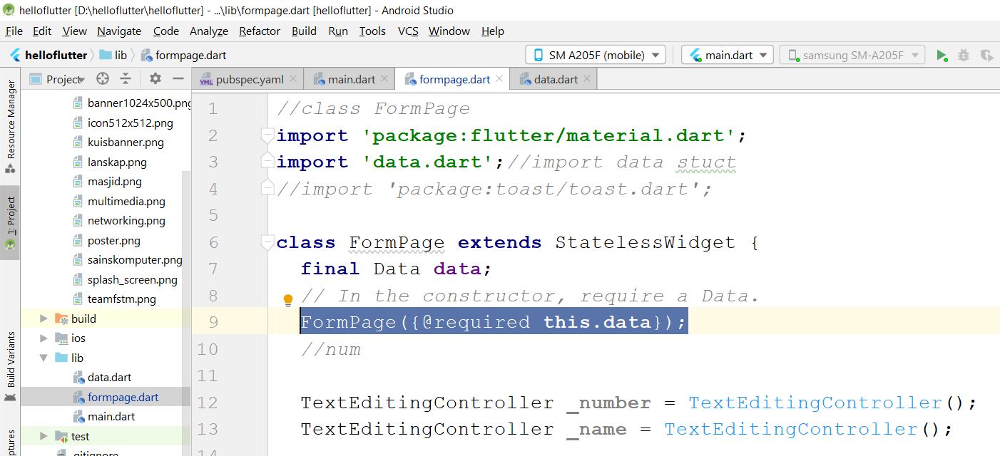 helloflutter [D:\helloflutter\helloflutter] - ...\lib\formpage.dart [helloflutter] - Android Studio
File Edit View Navigate Code Analyze Refactor Build Run Tools VCS Window Help
helloflutter lib formpage.dart SM A205F (mobile) main.dart samsung SM-A205F
Project pubspec.yaml main.dart formpage.dart data.dart
Resource Manager
1: Project
Build Variants
banner1024x500.png
icon512x512.png
kuisbanner.png
lanskap.png
masjid.png
multimedia.png
networking.png
poster.png
sainskomputer.png
splash_screen.png
teamfstm.png
build
ios
lib
data.dart
formpage.dart
main.dart
test
.gitignore
1 //class FormPage
2 import 'package:flutter/material.dart';
3 import 'data.dart';//import data stuct
4 //import 'package:toast/toast.dart';
5
6 class FormPage extends StatelessWidget {
7 final Data data;
8 // In the constructor, require a Data.
9 FormPage({@required this.data});
10 //num
11
12 TextEditingController _number = TextEditingController();
13 TextEditingController _name = TextEditingController();
14